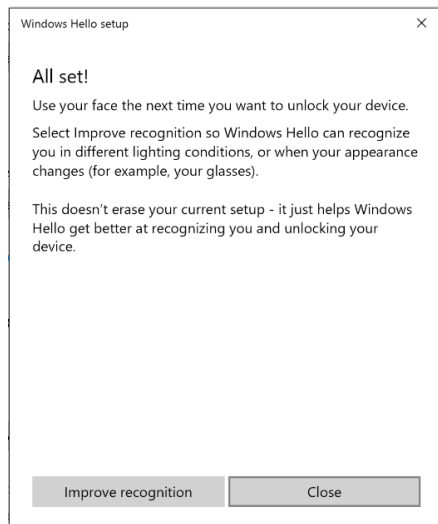 Windows Hello setup
All set!
Use your face the next time you want to unlock your device.
Select Improve recognition so Windows Hello can recognize
you in different lighting conditions, or when your appearance
changes (for example, your glasses).
This doesn't erase your current setup - it just helps Windows
Hello get better at recognizing you and unlocking your
device.
Improve recognition
Close